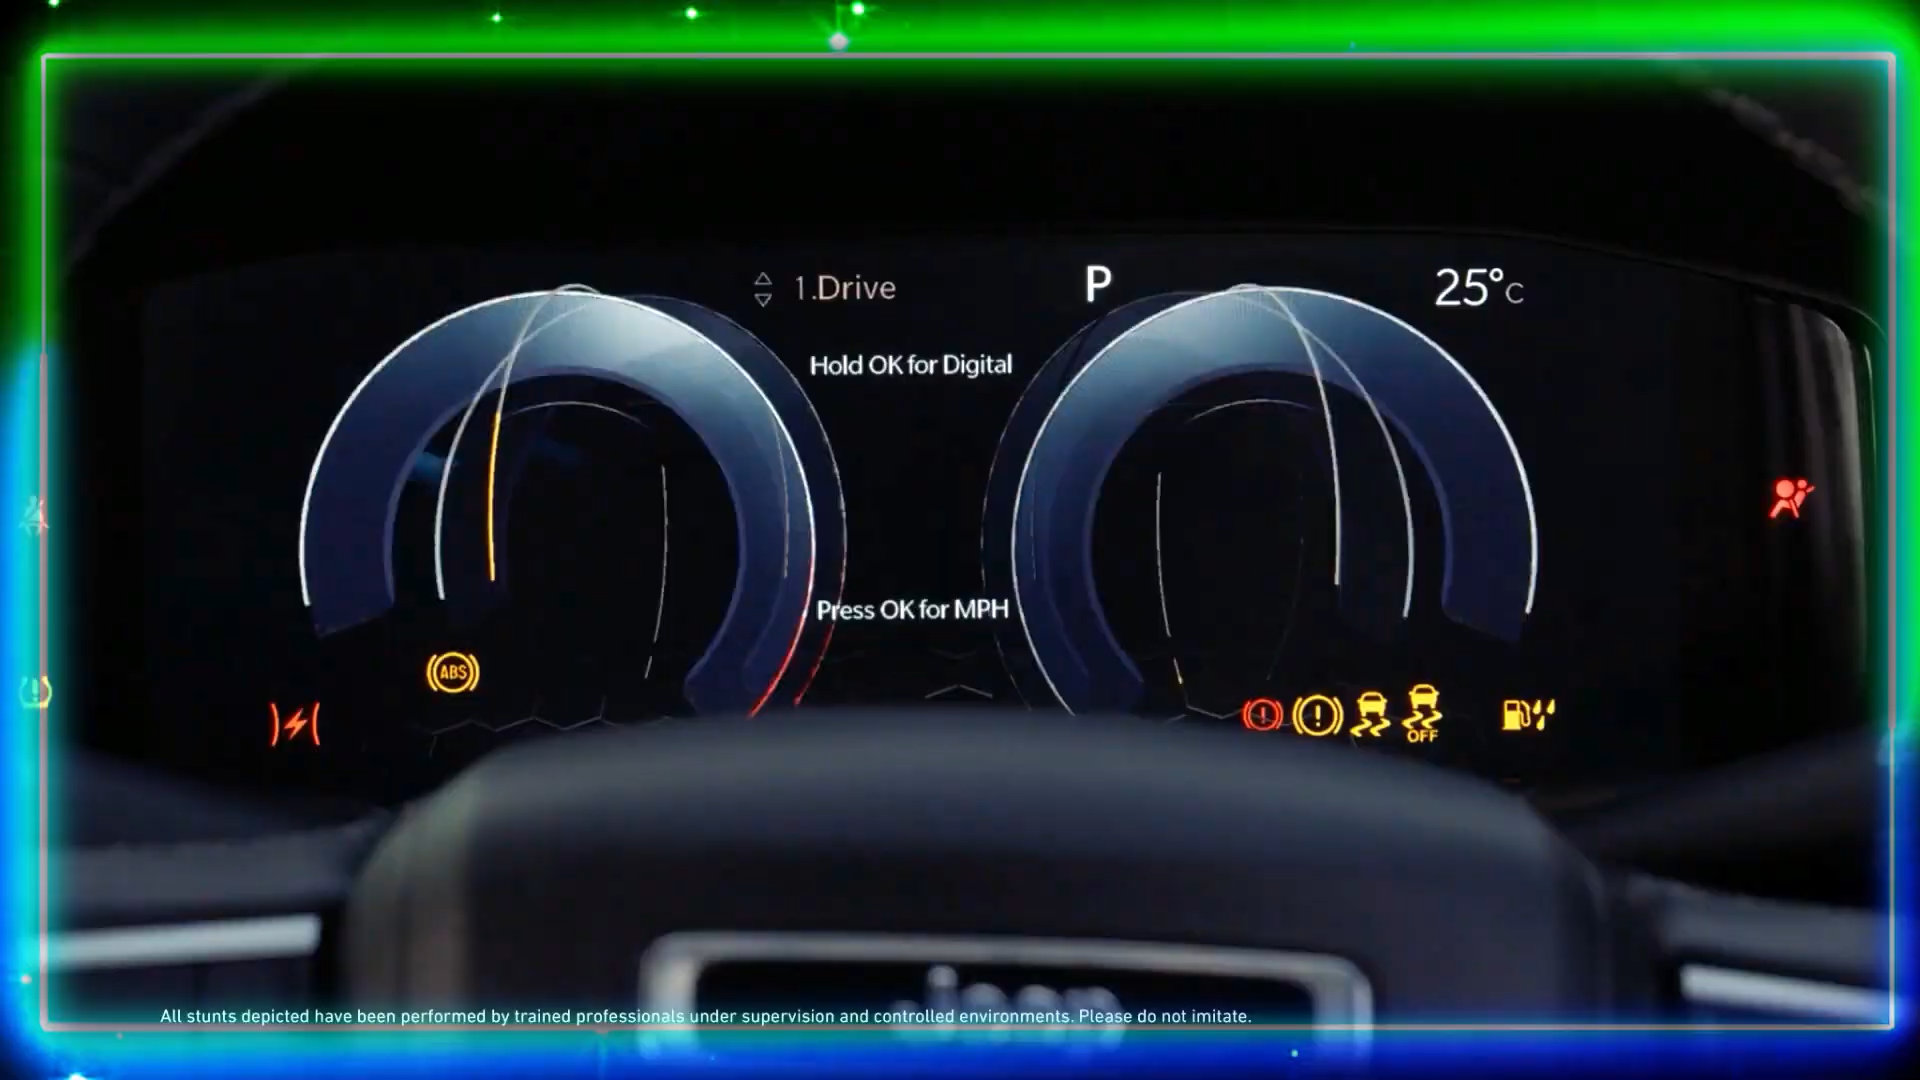 1.Drive
P
25°C
Hold OK for Digital
Press OK for MPH
ABS
OFF
Jeep
All stunts depicted have been performed by trained professionals under supervision and controlled environments. Please do not imitate.